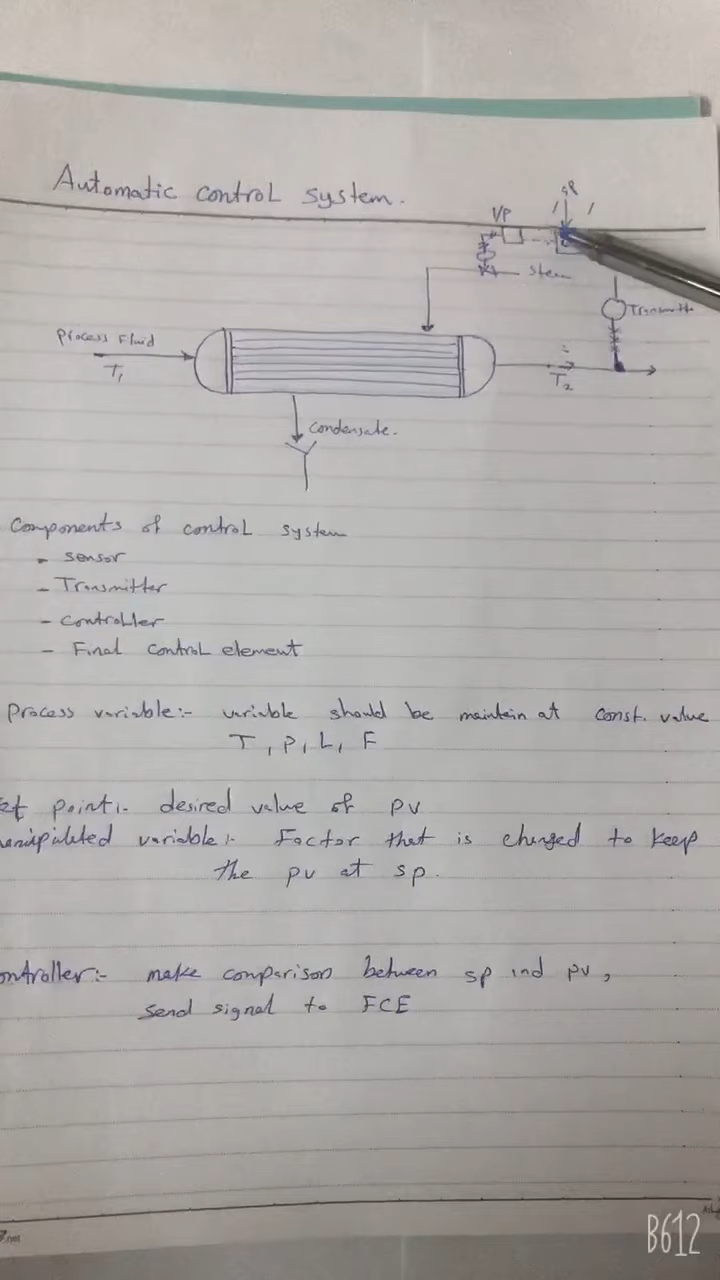 Automatic control system.
SP
VP
Steam
Transmitte
Process Fluid
T1
T2
Condensate.
Components of control system
- sensor
- Transmitter
- controller
- Final control element
Process variable:- variable should be maintain at const. value
T, P, L, F
et point:- desired value of pv
anipulated variable:- Factor that is changed to keep
the pv at sp.
ontroller:- make comparison between sp ind pv,
send signal to FCE
B612